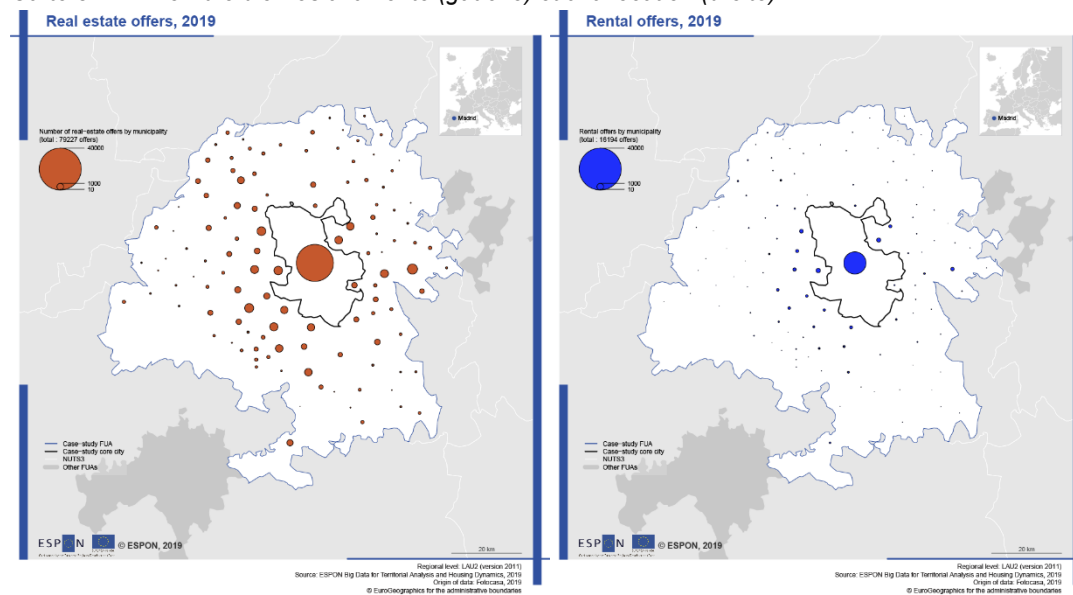 Real estate offers, 2019
Number of real-estate offers by municipality
(total : 79227 offers)
40000
1000
10
Madrid
Case-study FUA
Case-study core city
NUTS3
Other FUAs
ESPON
© ESPON, 2019
20 km
Regional level: LAU2 (version 2011)
Source: ESPON Big Data for Territorial Analysis and Housing Dynamics, 2019
Origin of data: Fotocasa, 2019
© EuroGeographics for the administrative boundaries
Rental offers, 2019
Rental offers by municipality
(total : 16194 offers)
40000
1000
10
Madrid
Case-study FUA
Case-study core city
NUTS3
Other FUAs
ESPON
© ESPON, 2019
20 km
Regional level: LAU2 (version 2011)
Source: ESPON Big Data for Territorial Analysis and Housing Dynamics, 2019
Origin of data: Fotocasa, 2019
© EuroGeographics for the administrative boundaries